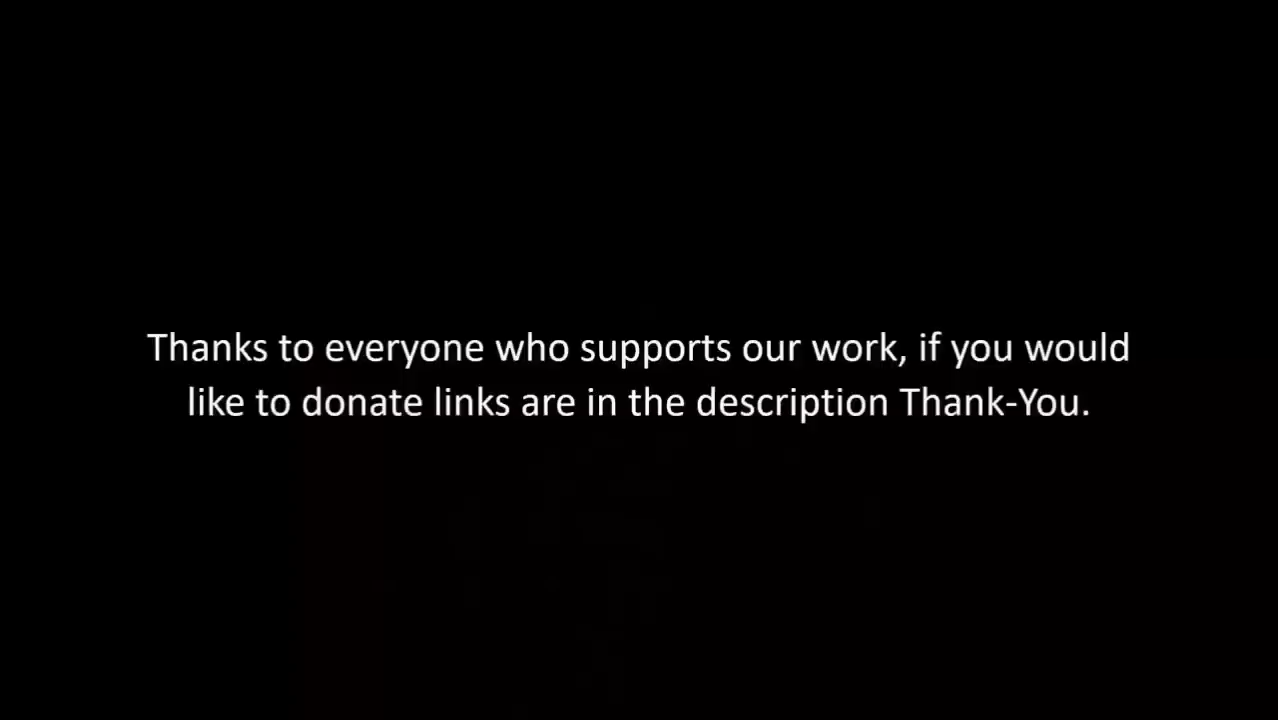 Thanks to everyone who supports our work, if you would
like to donate links are in the description Thank-You.